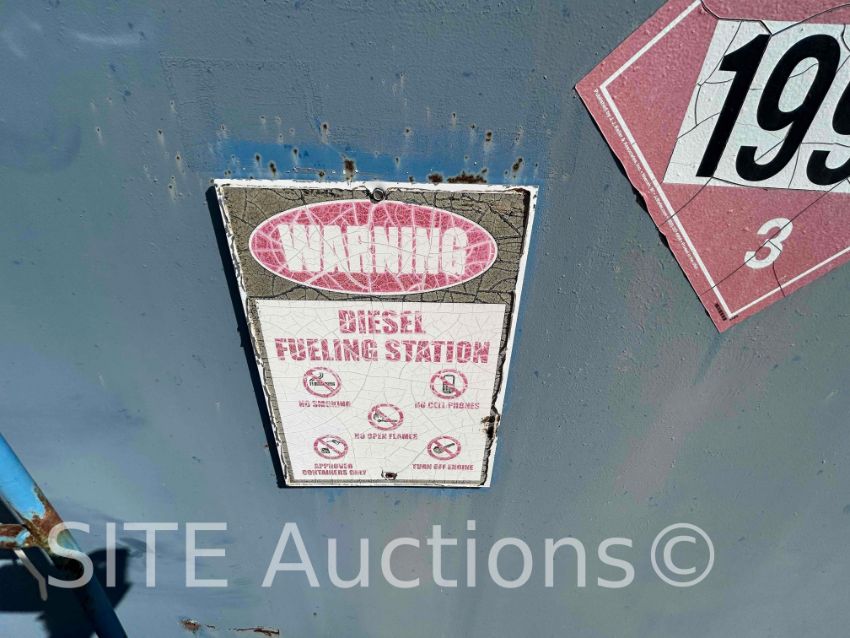 199
3
WARNING
DIESEL
FUELING STATION
NO SMOKING
NO CELL PHONES
NO OPEN FLAMES
APPROVED
CONTAINERS ONLY
TURN OFF ENGINE
SITE Auctions©